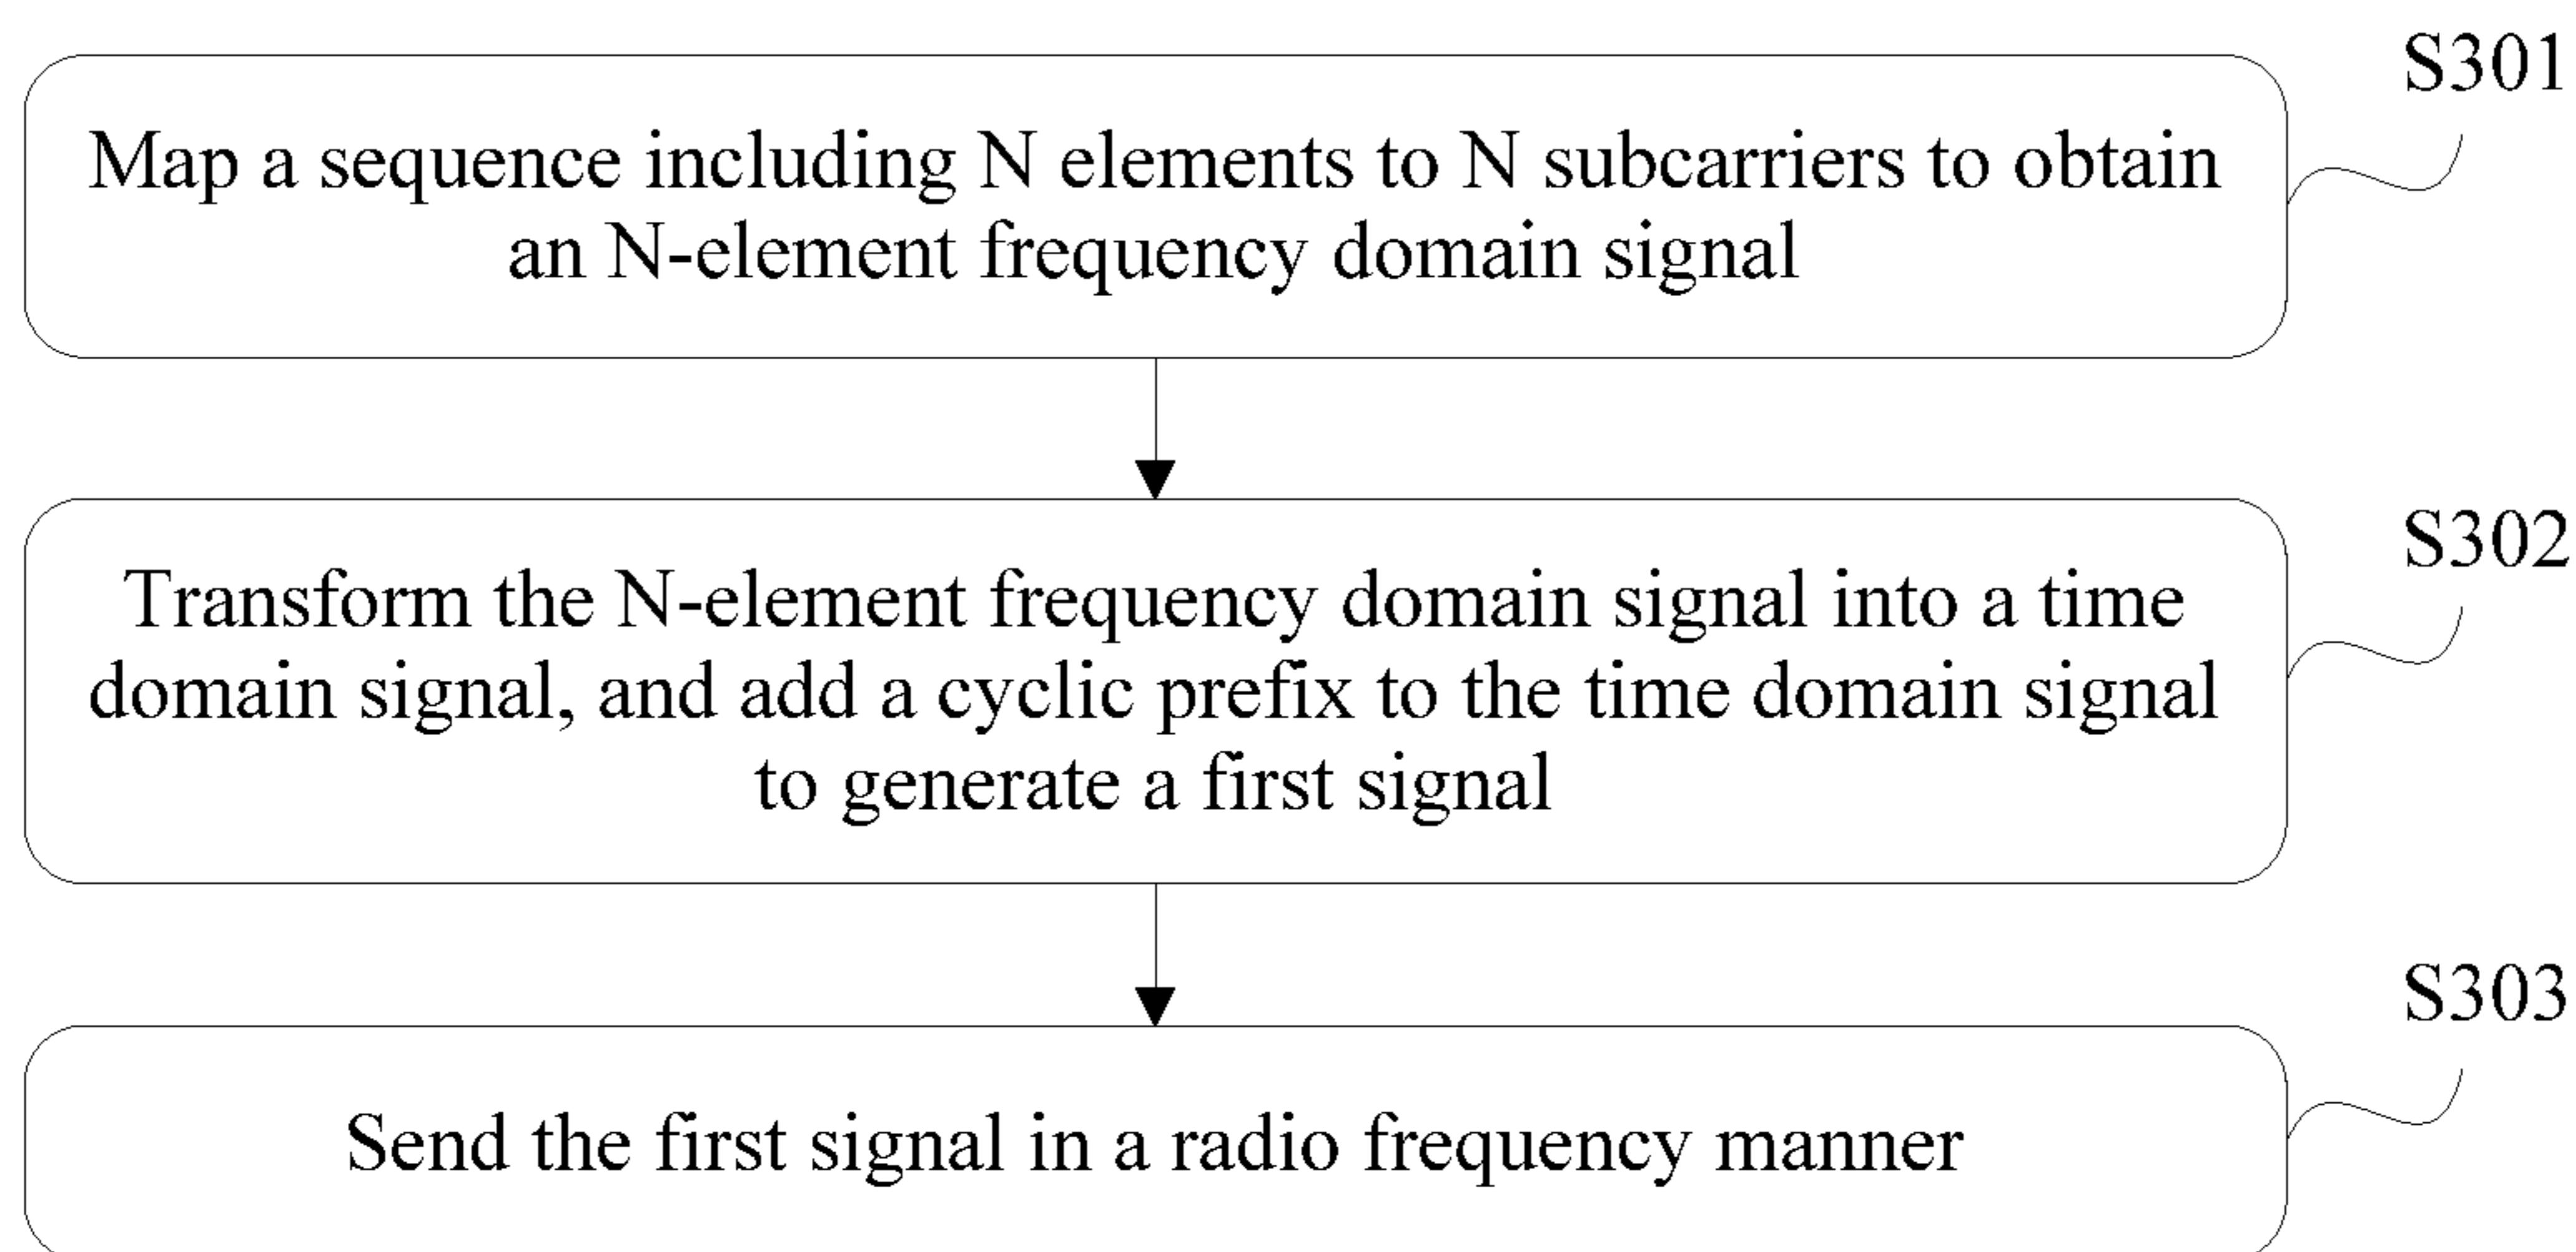 S301
Map a sequence including N elements to N subcarriers to obtain
an N-element frequency domain signal
S302
Transform the N-element frequency domain signal into a time
domain signal, and add a cyclic prefix to the time domain signal
to generate a first signal
S303
Send the first signal in a radio frequency manner